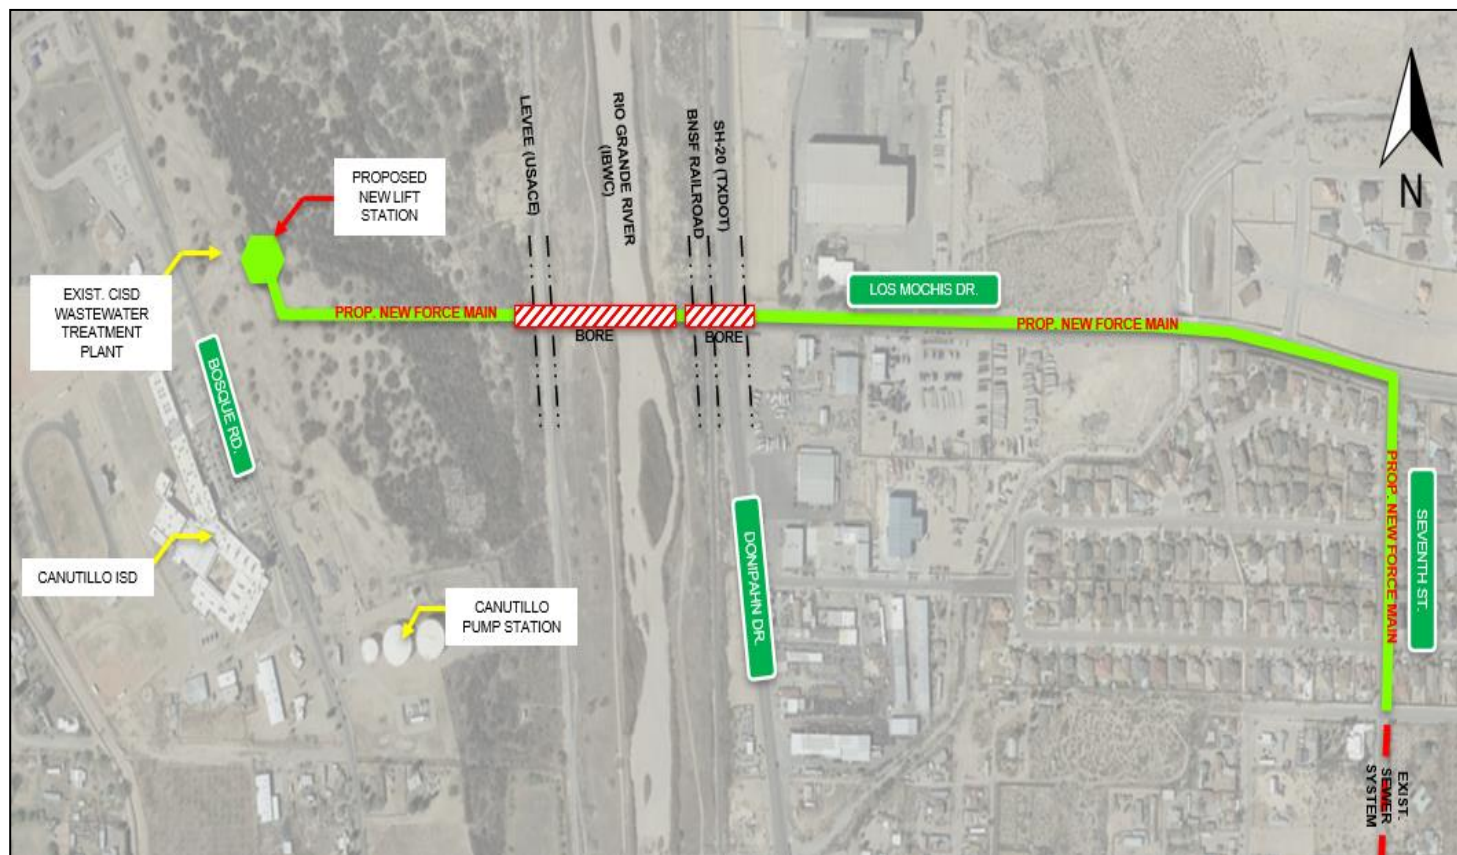 LEVEE (USACE)
RIO GRANDE RIVER
(IBWC)
BNSF RAILROAD
SH-20 (TXDOT)
N
PROPOSED
NEW LIFT
STATION
EXIST. CISD
WASTEWATER
TREATMENT
PLANT
LOS MOCHIS DR.
PROP. NEW FORCE MAIN
BORE
BORE
PROP. NEW FORCE MAIN
BOSQUE RD.
PROP. NEW FORCE MAIN
SEVENTH ST.
DONIPAHN DR.
CANUTILLO ISD
CANUTILLO
PUMP STATION
EXIST.
SEWER
SYSTEM